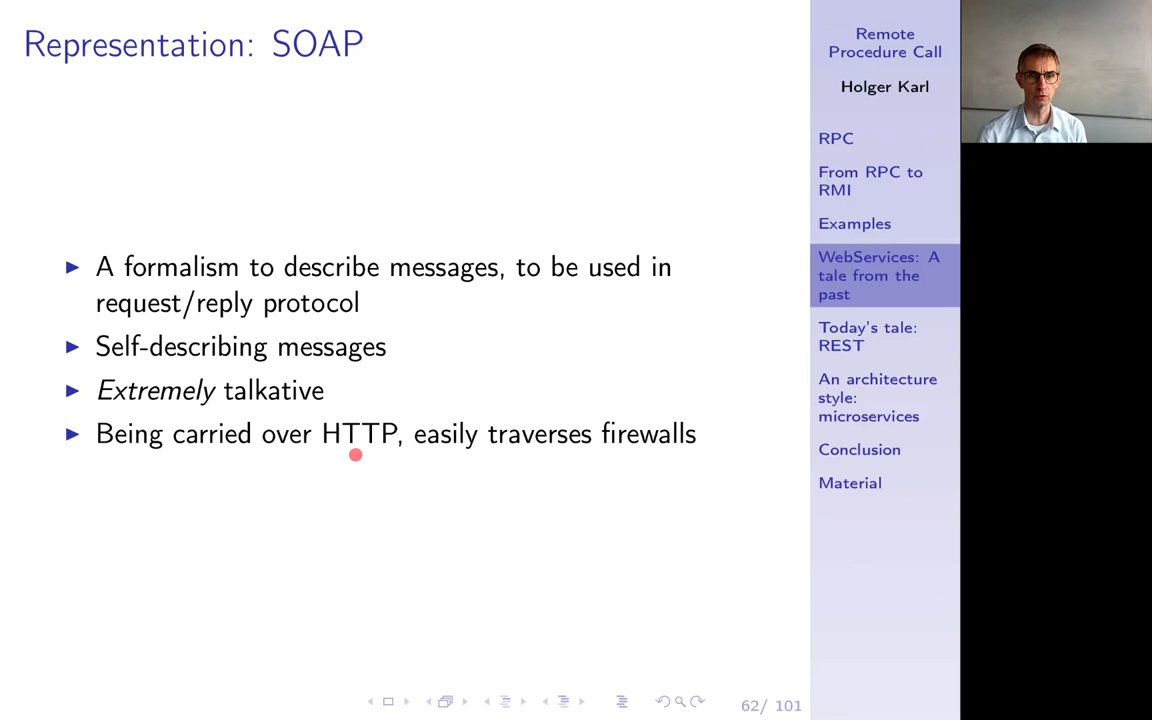 Representation: SOAP
A formalism to describe messages, to be used in
request/reply protocol
Self-describing messages
Extremely talkative
Being carried over HTTP, easily traverses firewalls
62/ 101
Remote
Procedure Call
Holger Karl
RPC
From RPC to
RMI
Examples
WebServices: A
tale from the
past
Today's tale:
REST
An architecture
style:
microservices
Conclusion
Material